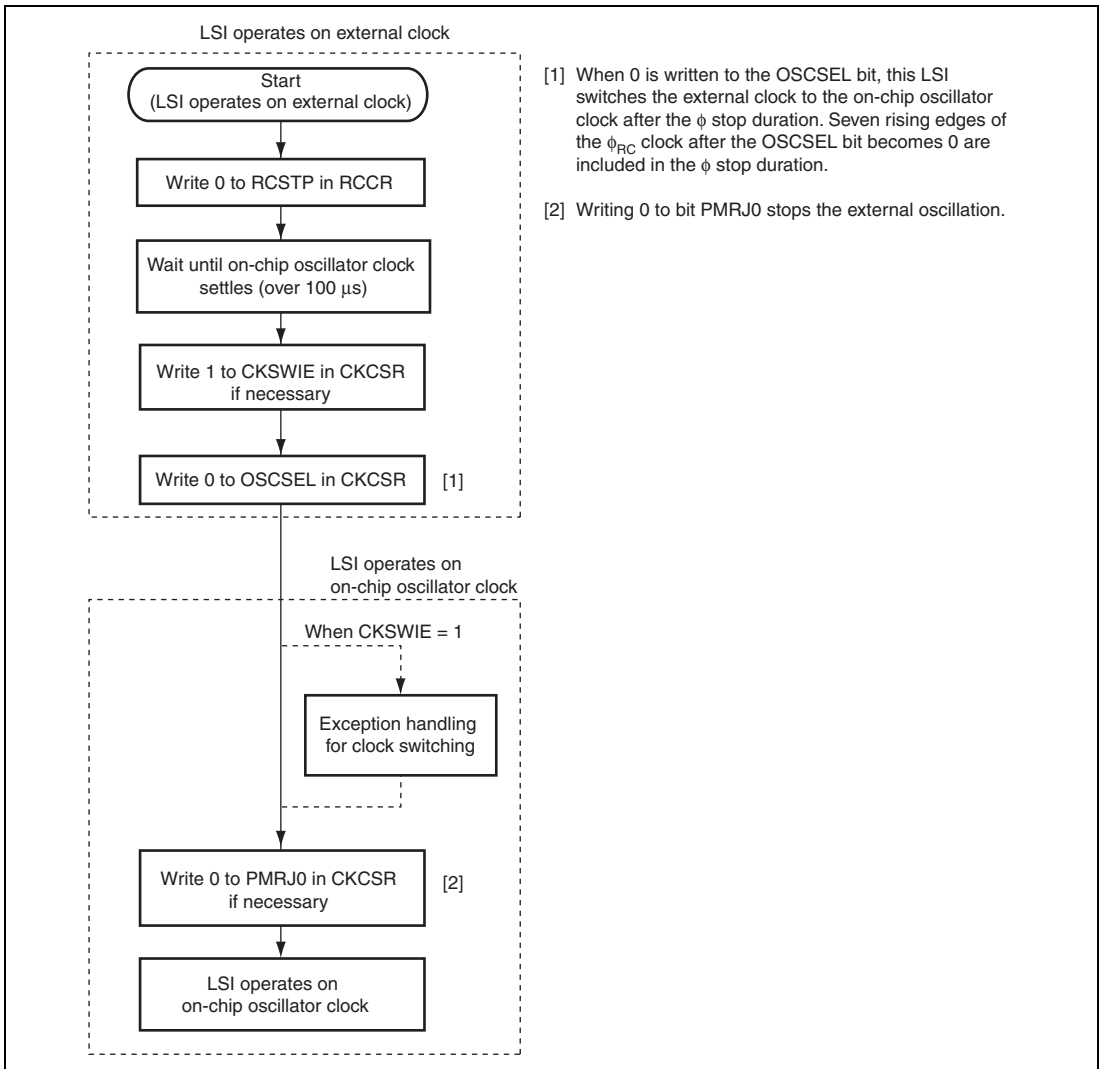 LSI operates on external clock
Start
(LSI operates on external clock)
Write 0 to RCSTP in RCCR
Wait until on-chip oscillator clock
settles (over 100 μs)
Write 1 to CKSWIE in CKCSR
if necessary
Write 0 to OSCSEL in CKCSR
[1]
[1] When 0 is written to the OSCSEL bit, this LSI
switches the external clock to the on-chip oscillator
clock after the ϕ stop duration. Seven rising edges of
the ϕRC clock after the OSCSEL bit becomes 0 are
included in the ϕ stop duration.
[2] Writing 0 to bit PMRJ0 stops the external oscillation.
LSI operates on
on-chip oscillator clock
When CKSWIE = 1
Exception handling
for clock switching
Write 0 to PMRJ0 in CKCSR
if necessary
[2]
LSI operates on
on-chip oscillator clock